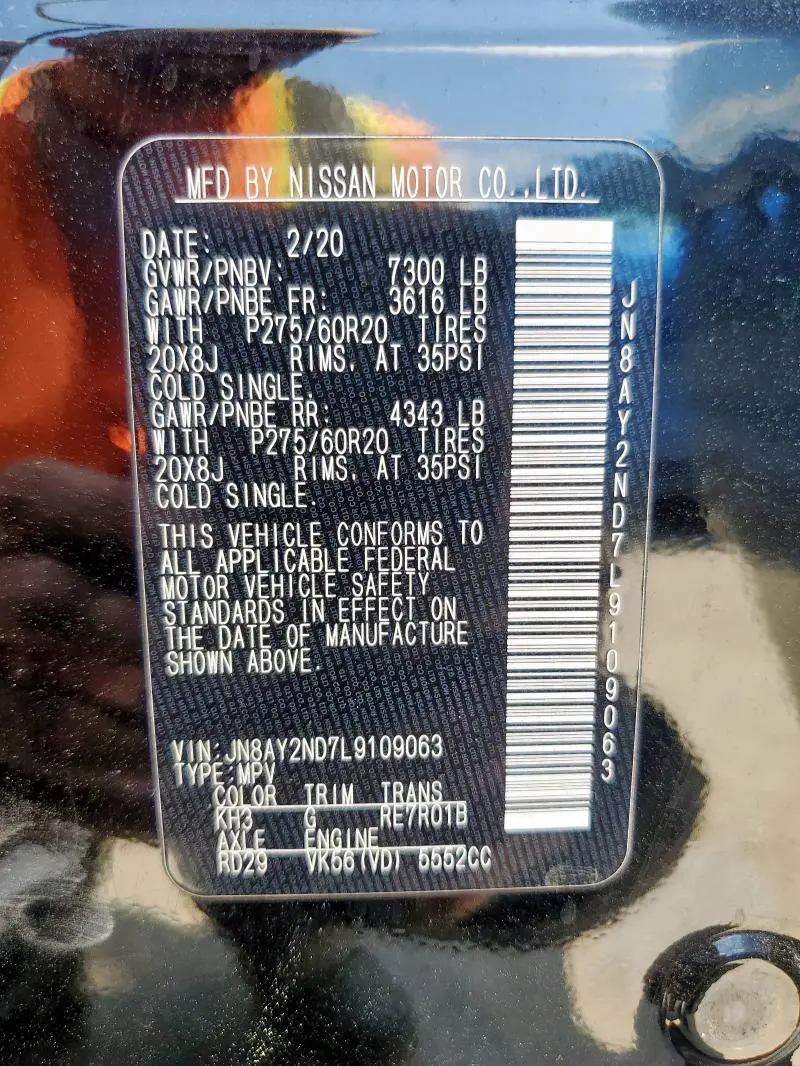 MFD BY NISSAN MOTOR CO.,LTD.
DATE: 2/20
GVWR/PNBV: 7300 LB
GAWR/PNBE FR: 3616 LB
WITH P275/60R20 TIRES
20X8J RIMS. AT 35PSI
COLD SINGLE.
GAWR/PNBE RR: 4343 LB
WITH P275/60R20 TIRES
20X8J RIMS. AT 35PSI
COLD SINGLE.
THIS VEHICLE CONFORMS TO
ALL APPLICABLE FEDERAL
MOTOR VEHICLE SAFETY
STANDARDS IN EFFECT ON
THE DATE OF MANUFACTURE
SHOWN ABOVE.
VIN:JN8AY2ND7L9109063
TYPE:MPV
COLOR TRIM TRANS
KH3 G RE7R01B
AXLE ENGINE
RD29 VK56(VD) 5552CC
JN8AY2ND7L9109063